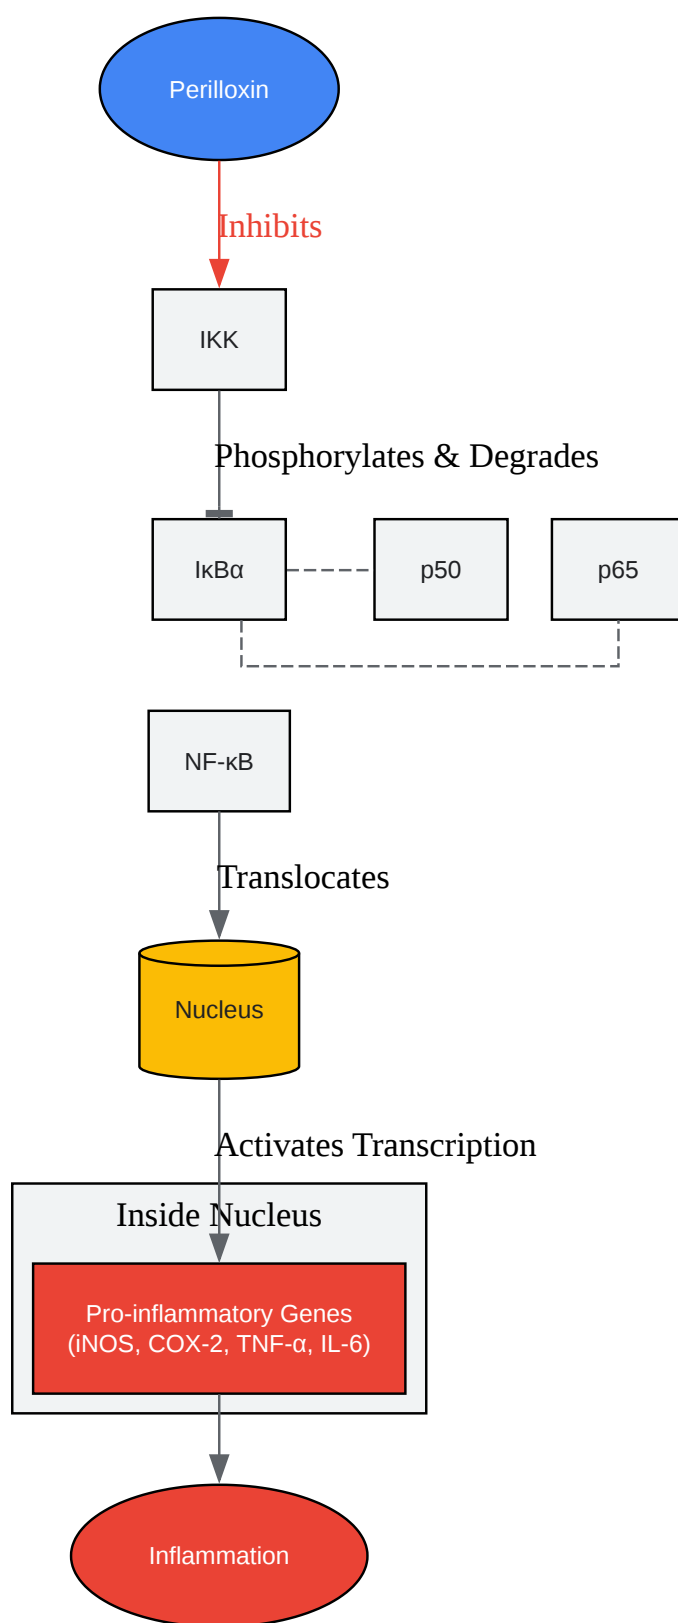 Perilloxin
Inhibits
IKK
Phosphorylates & Degrades
IκBα
p50
p65
NF-κB
Translocates
Nucleus
Activates Transcription
Inside Nucleus
Pro-inflammatory Genes
(iNOS, COX-2, TNF-α, IL-6)
Inflammation